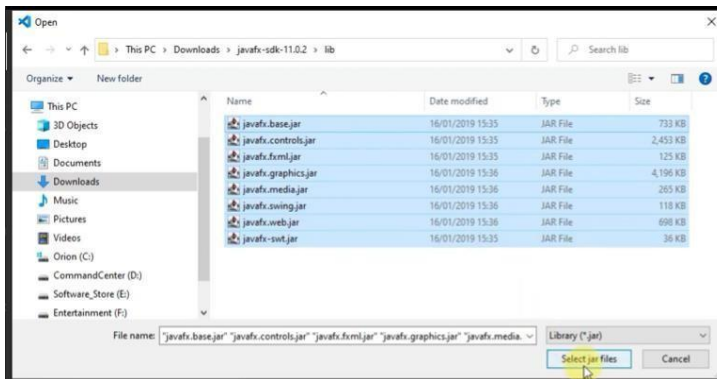 Open
This PC > Downloads > javafx-sdk-11.0.2 > lib
Search lib
Organize
New folder
Name Date modified Type Size
This PC
3D Objects
Desktop
Documents
Downloads
Music
Pictures
Videos
Orion (C:)
CommandCenter (D:)
Software_Store (E:)
Entertainment (F:)
javafx.base.jar 16/01/2019 15:35 JAR File 733 KB
javafx.controls.jar 16/01/2019 15:35 JAR File 2,453 KB
javafx.fxml.jar 16/01/2019 15:35 JAR File 125 KB
javafx.graphics.jar 16/01/2019 15:36 JAR File 4,196 KB
javafx.media.jar 16/01/2019 15:36 JAR File 265 KB
javafx.swing.jar 16/01/2019 15:36 JAR File 118 KB
javafx.web.jar 16/01/2019 15:36 JAR File 698 KB
javafx-swt.jar 16/01/2019 15:35 JAR File 36 KB
File name: "javafx.base.jar" "javafx.controls.jar" "javafx.fxml.jar" "javafx.graphics.jar" "javafx.media.
Library (*.jar)
Select jar files
Cancel